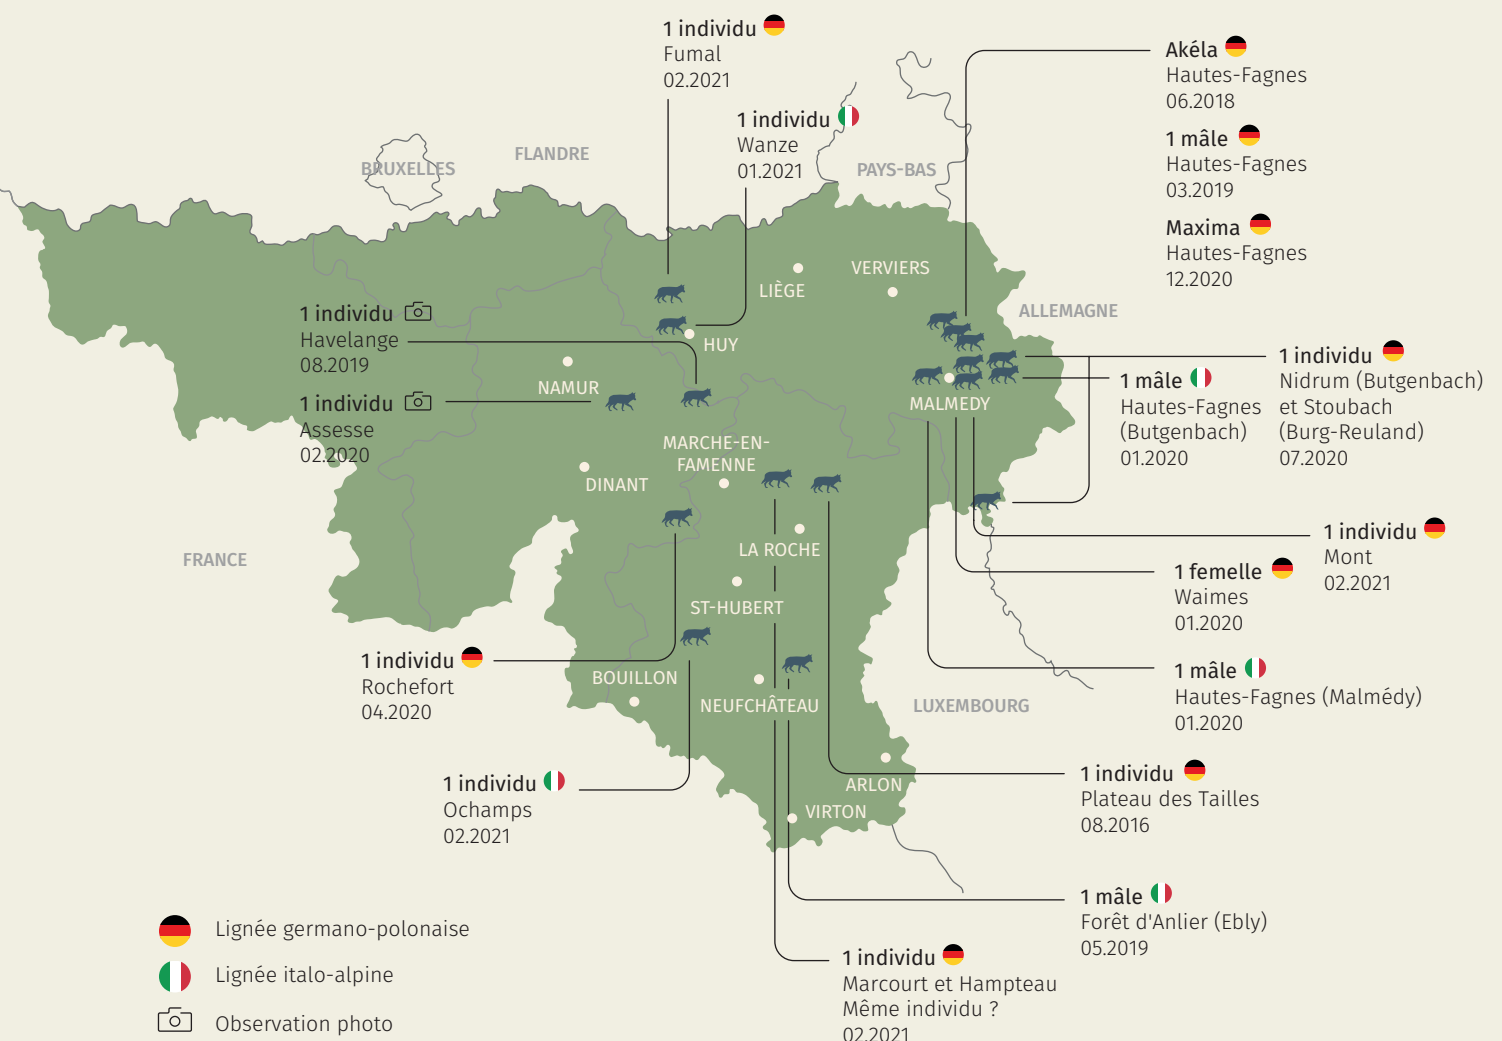 1 individu
Fumal
02.2021
1 individu
Wanze
01.2021
Akéla
Hautes-Fagnes
06.2018
1 mâle
Hautes-Fagnes
03.2019
Maxima
Hautes-Fagnes
12.2020
BRUXELLES
FLANDRE
PAYS-BAS
ALLEMAGNE
LIÈGE
VERVIERS
1 individu
Havelange
08.2019
HUY
NAMUR
1 individu
Assesse
02.2020
MALMEDY
1 mâle
Hautes-Fagnes
(Butgenbach)
01.2020
1 individu
Nidrum (Butgenbach)
et Stoubach
(Burg-Reuland)
07.2020
MARCHE-EN-
FAMENNE
DINANT
LA ROCHE
FRANCE
ST-HUBERT
1 individu
Mont
02.2021
1 femelle
Waimes
01.2020
1 individu
Rochefort
04.2020
BOUILLON
NEUFCHÂTEAU
LUXEMBOURG
1 mâle
Hautes-Fagnes (Malmédy)
01.2020
1 individu
Ochamps
02.2021
ARLON
VIRTON
1 individu
Plateau des Tailles
08.2016
1 mâle
Forêt d'Anlier (Ebly)
05.2019
1 individu
Marcourt et Hampteau
Même individu ?
02.2021
Lignée germano-polonaise
Lignée italo-alpine
Observation photo